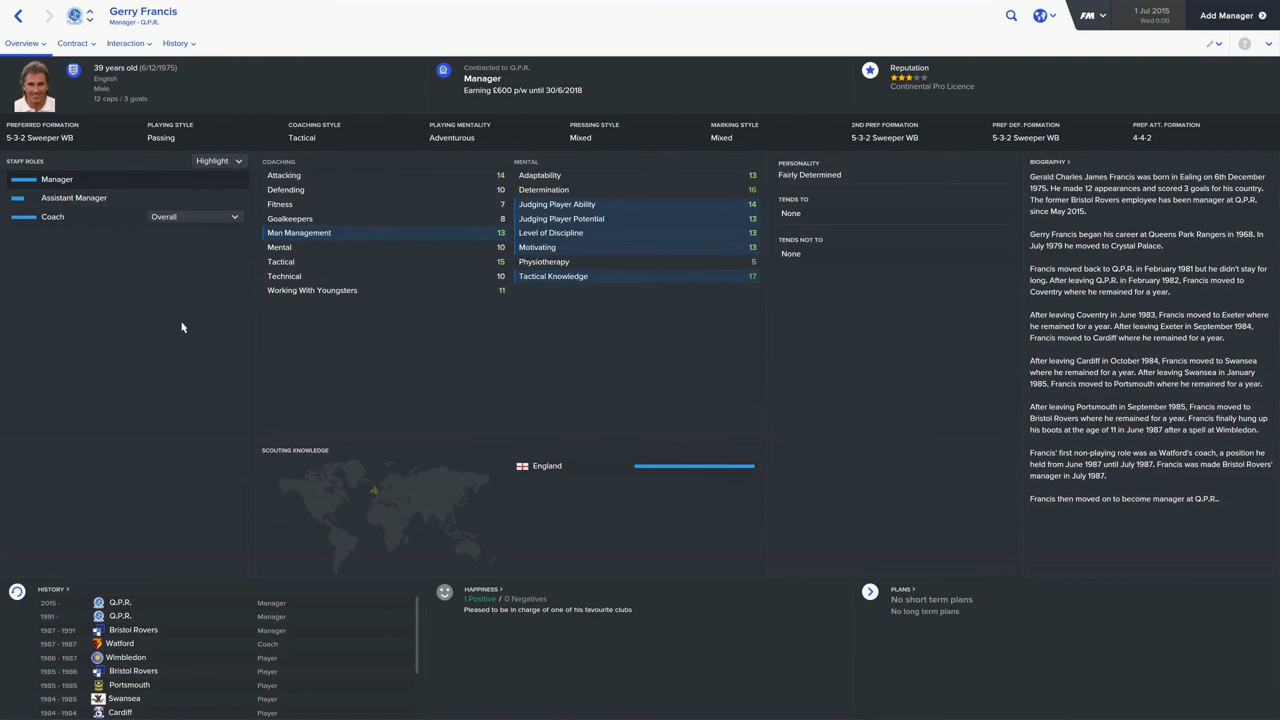 Gerry Francis
Manager - Q.P.R.
FM
1 Jul 2015
Wed 0:00
Add Manager
Overview
Contract
Interaction
History
39 years old (6/12/1975)
English
Male
12 caps / 3 goals
Contracted to Q.P.R.
Manager
Earning £600 p/w until 30/6/2018
Reputation
Continental Pro Licence
PREFERRED FORMATION
5-3-2 Sweeper WB
PLAYING STYLE
Passing
COACHING STYLE
Tactical
PLAYING MENTALITY
Adventurous
PRESSING STYLE
Mixed
MARKING STYLE
Mixed
2ND PREF FORMATION
5-3-2 Sweeper WB
PREF DEF. FORMATION
5-3-2 Sweeper WB
PREF ATT. FORMATION
4-4-2
STAFF ROLES
Highlight
Manager
Assistant Manager
Coach Overall
COACHING
Attacking 14
Defending 10
Fitness 7
Goalkeepers 8
Man Management 13
Mental 10
Tactical 15
Technical 10
Working With Youngsters 11
MENTAL
Adaptability 13
Determination 16
Judging Player Ability 14
Judging Player Potential 13
Level of Discipline 13
Motivating 13
Physiotherapy 5
Tactical Knowledge 17
PERSONALITY
Fairly Determined
TENDS TO
None
TENDS NOT TO
None
BIOGRAPHY >
Gerald Charles James Francis was born in Ealing on 6th December
1975. He made 12 appearances and scored 3 goals for his country.
The former Bristol Rovers employee has been manager at Q.P.R.
since May 2015.
Gerry Francis began his career at Queens Park Rangers in 1968. In
July 1979 he moved to Crystal Palace.
Francis moved back to Q.P.R. in February 1981 but he didn't stay for
long. After leaving Q.P.R. in February 1982, Francis moved to
Coventry where he remained for a year.
After leaving Coventry in June 1983, Francis moved to Exeter where
he remained for a year. After leaving Exeter in September 1984,
Francis moved to Cardiff where he remained for a year.
After leaving Cardiff in October 1984, Francis moved to Swansea
where he remained for a year. After leaving Swansea in January
1985, Francis moved to Portsmouth where he remained for a year.
After leaving Portsmouth in September 1985, Francis moved to
Bristol Rovers where he remained for a year. Francis finally hung up
his boots at the age of 11 in June 1987 after a spell at Wimbledon.
Francis' first non-playing role was as Watford's coach, a position he
held from June 1987 until July 1987. Francis was made Bristol Rovers'
manager in July 1987.
Francis then moved on to become manager at Q.P.R..
SCOUTING KNOWLEDGE
England
HISTORY >
2015 - Q.P.R. Manager
1991 - Q.P.R. Manager
1987 - 1991 Bristol Rovers Manager
1987 - 1987 Watford Coach
1986 - 1987 Wimbledon Player
1985 - 1986 Bristol Rovers Player
1985 - 1985 Portsmouth Player
1984 - 1985 Swansea Player
1984 - 1984 Cardiff Player
HAPPINESS >
1 Positive / 0 Negatives
Pleased to be in charge of one of his favourite clubs
PLANS >
No short term plans
No long term plans